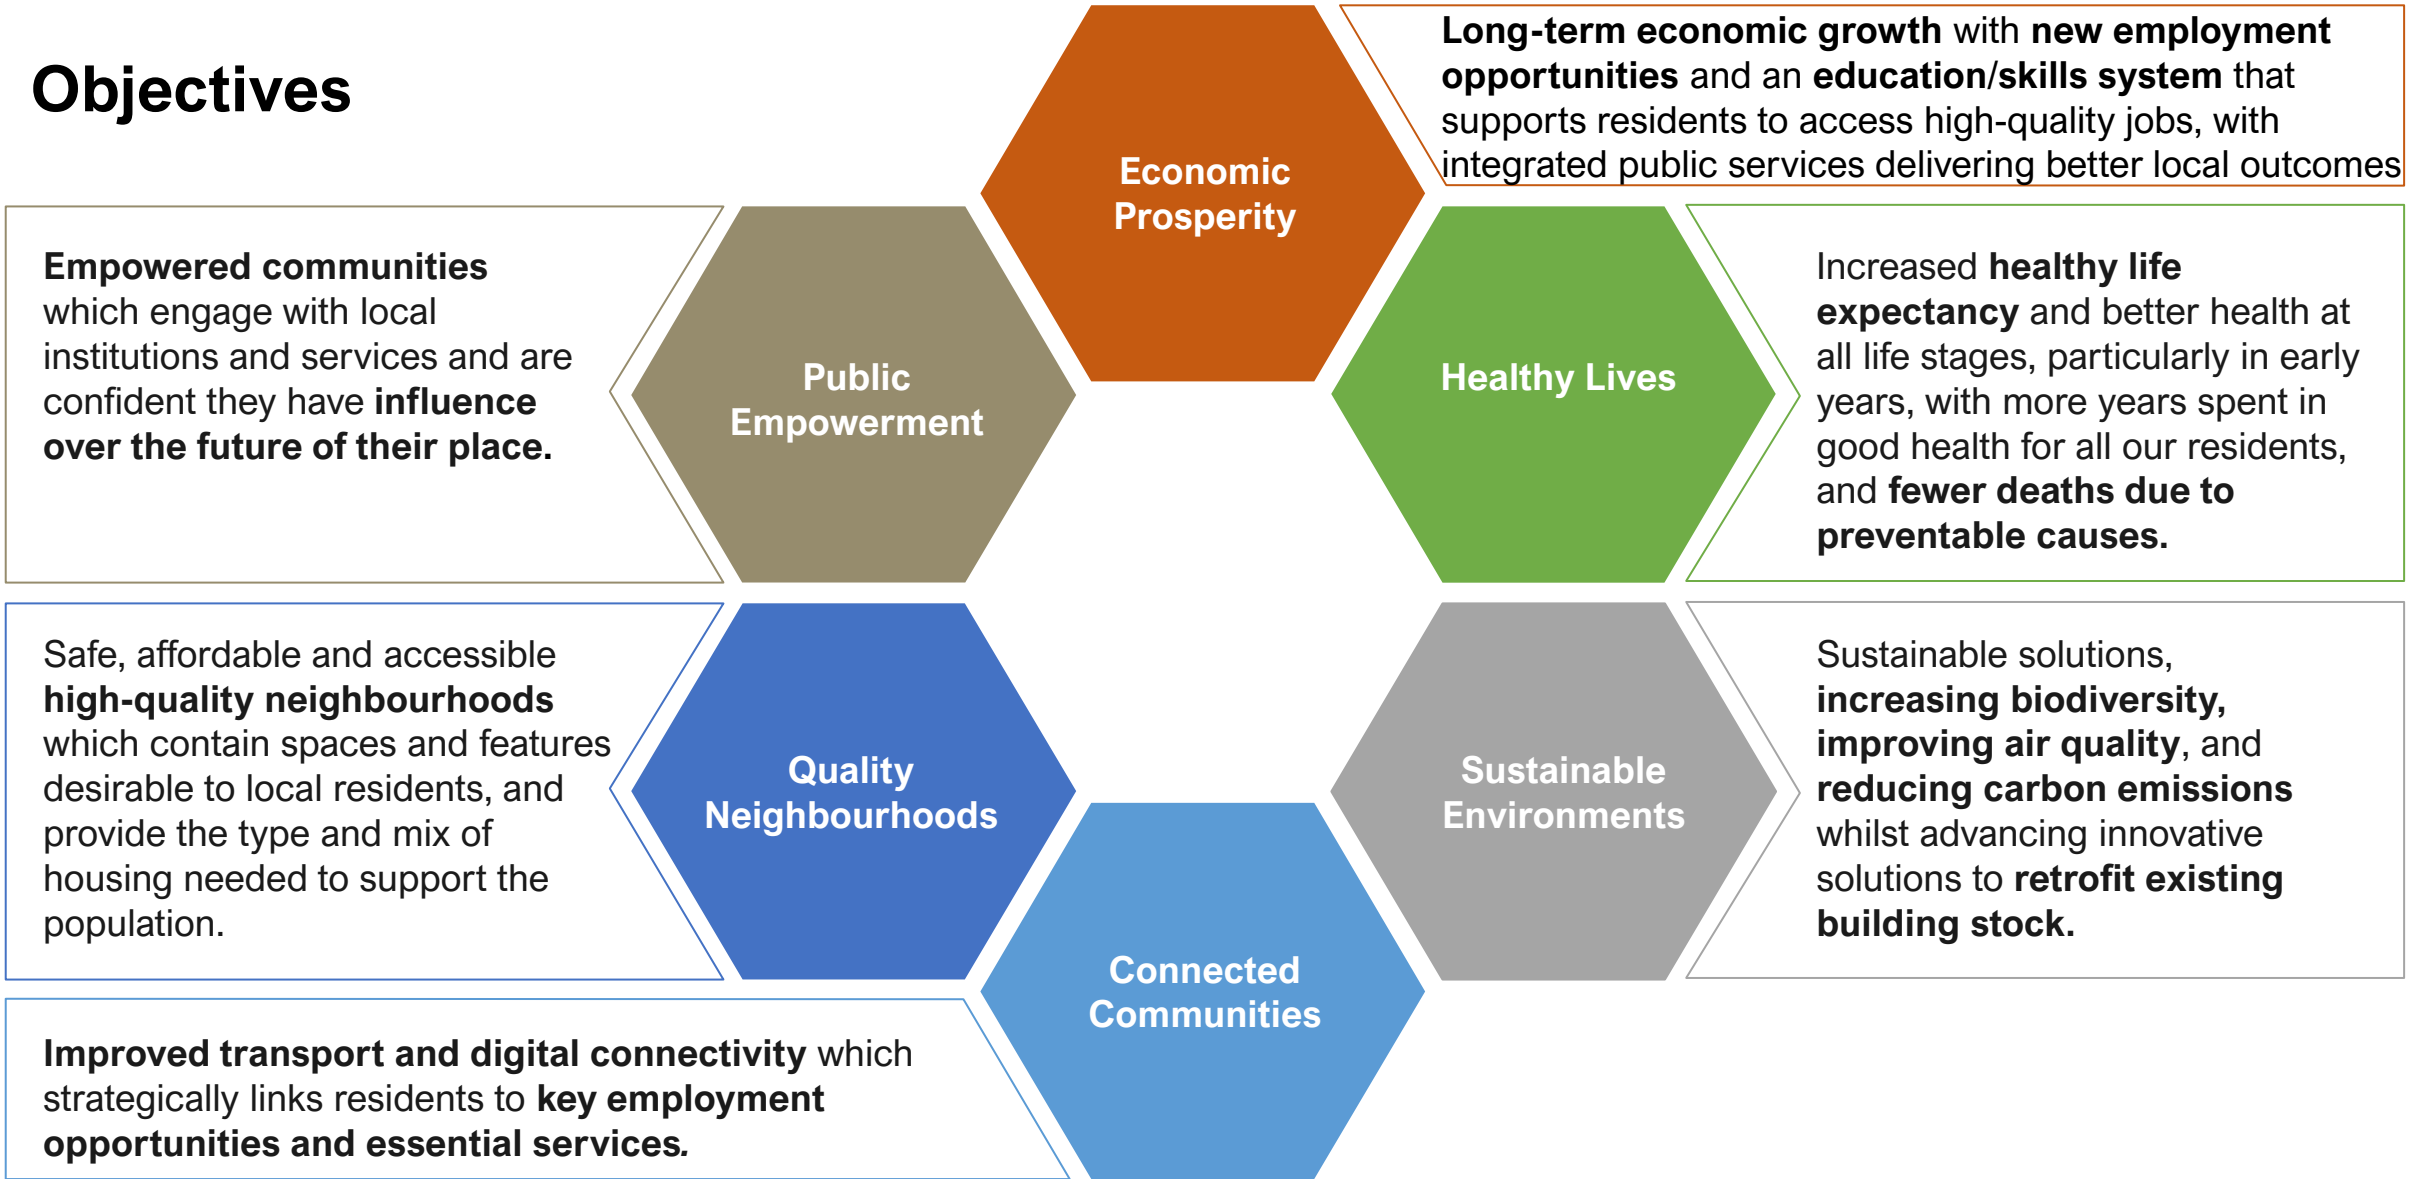 Objectives
Economic
Prosperity
Long-term economic growth with new employment
opportunities and an education/skills system that
supports residents to access high-quality jobs, with
integrated public services delivering better local outcomes
Empowered communities
which engage with local
institutions and services and are
confident they have influence
over the future of their place.
Public
Empowerment
Healthy Lives
Increased healthy life
expectancy and better health at
all life stages, particularly in early
years, with more years spent in
good health for all our residents,
and fewer deaths due to
preventable causes.
Safe, affordable and accessible
high-quality neighbourhoods
which contain spaces and features
desirable to local residents, and
provide the type and mix of
housing needed to support the
population.
Quality
Neighbourhoods
Sustainable
Environments
Sustainable solutions,
increasing biodiversity,
improving air quality, and
reducing carbon emissions
whilst advancing innovative
solutions to retrofit existing
building stock.
Connected
Communities
Improved transport and digital connectivity which
strategically links residents to key employment
opportunities and essential services.